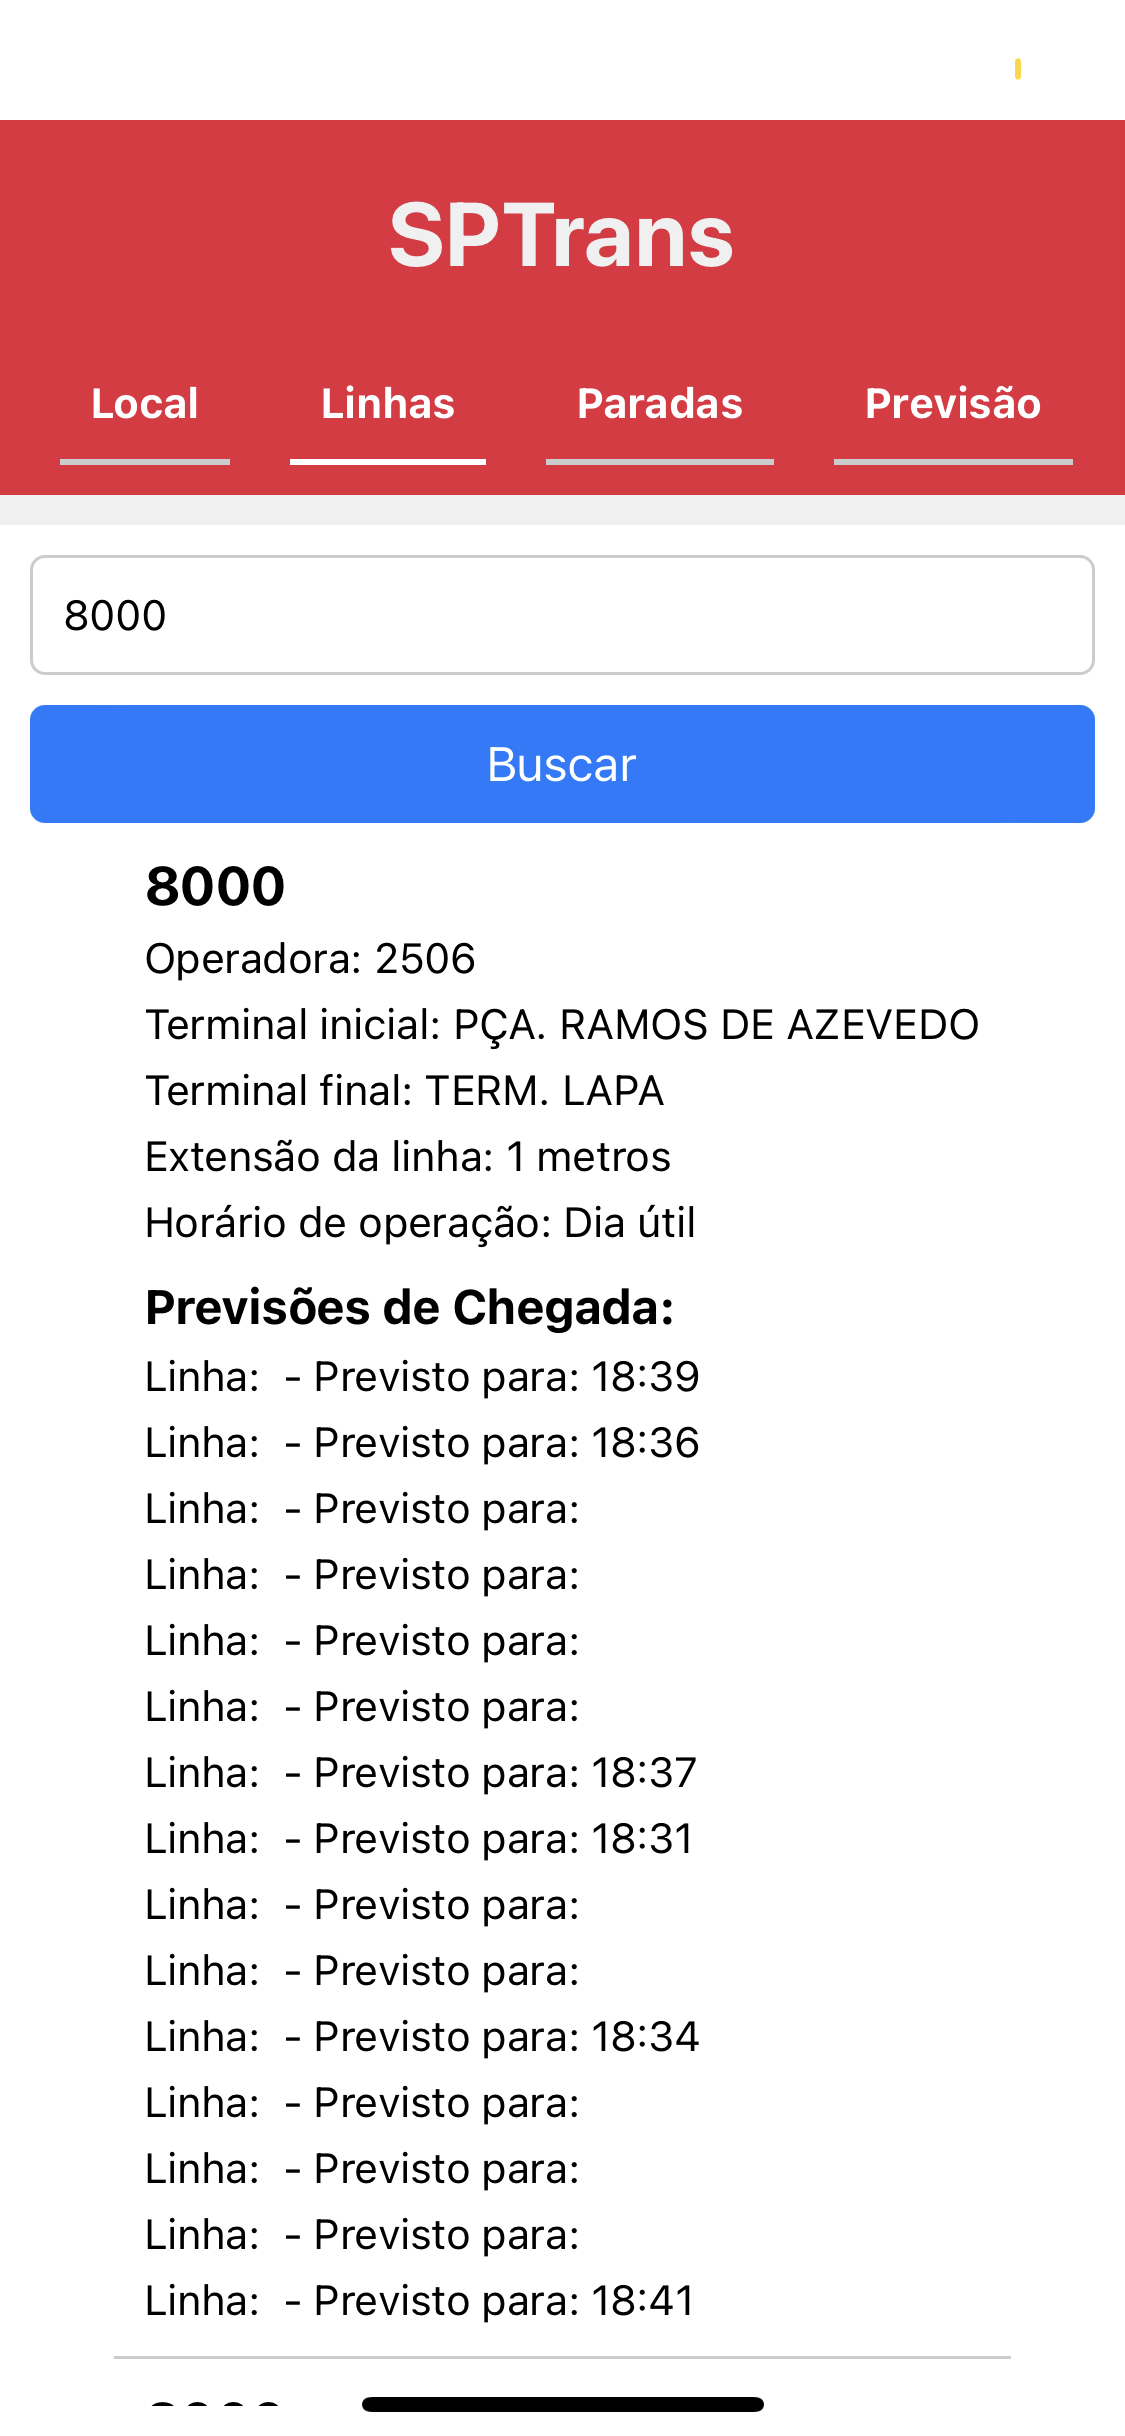 SPTrans
Local Linhas Paradas Previsão
8000
Buscar
8000
Operadora: 2506
Terminal inicial: PÇA. RAMOS DE AZEVEDO
Terminal final: TERM. LAPA
Extensão da linha: 1 metros
Horário de operação: Dia útil
Previsões de Chegada:
Linha:  - Previsto para: 18:39
Linha:  - Previsto para: 18:36
Linha:  - Previsto para:
Linha:  - Previsto para:
Linha:  - Previsto para:
Linha:  - Previsto para:
Linha:  - Previsto para: 18:37
Linha:  - Previsto para: 18:31
Linha:  - Previsto para:
Linha:  - Previsto para:
Linha:  - Previsto para: 18:34
Linha:  - Previsto para:
Linha:  - Previsto para:
Linha:  - Previsto para:
Linha:  - Previsto para: 18:41